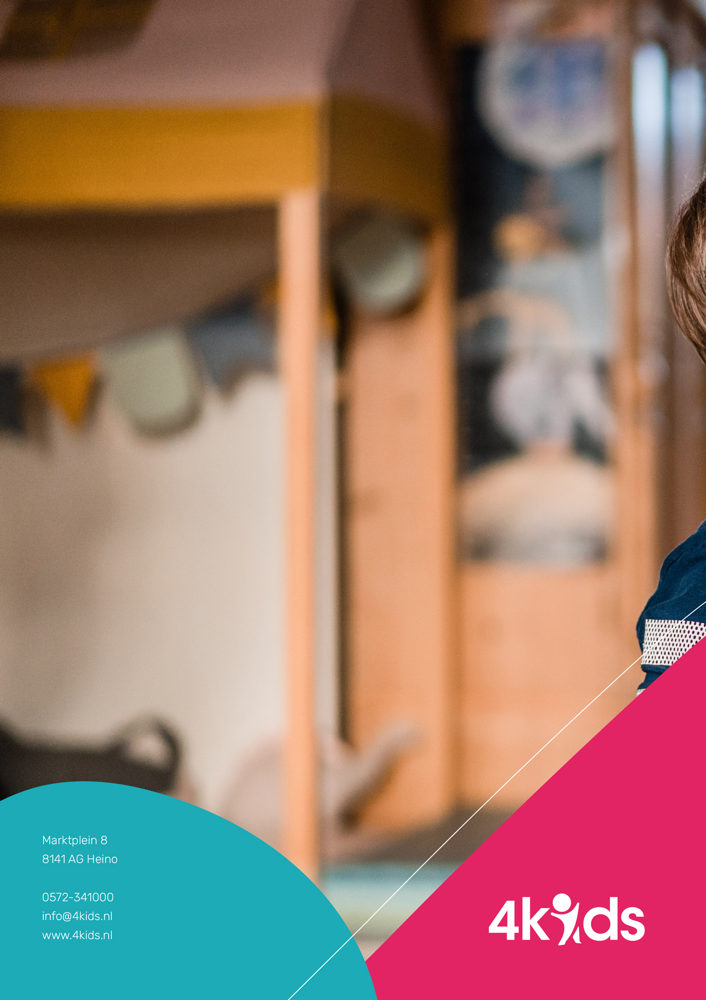 Marktplein 8
8141 AG Heino
0572-341000
info@4kids.nl
www.4kids.nl
4kids